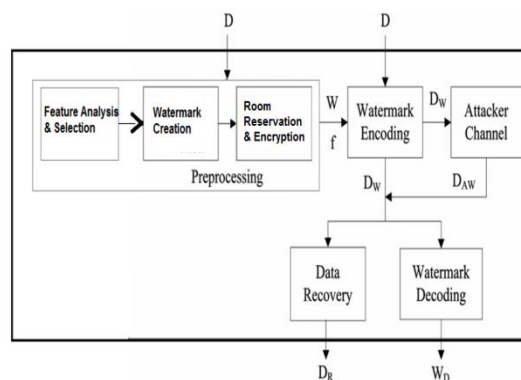 D
D
Feature Analysis
& Selection
Watermark
Creation
Room
Reservation
& Encryption
Preprocessing
W
f
Watermark
Encoding
D_W
Attacker
Channel
D_W
D_AW
Data
Recovery
Watermark
Decoding
D_R
W_D